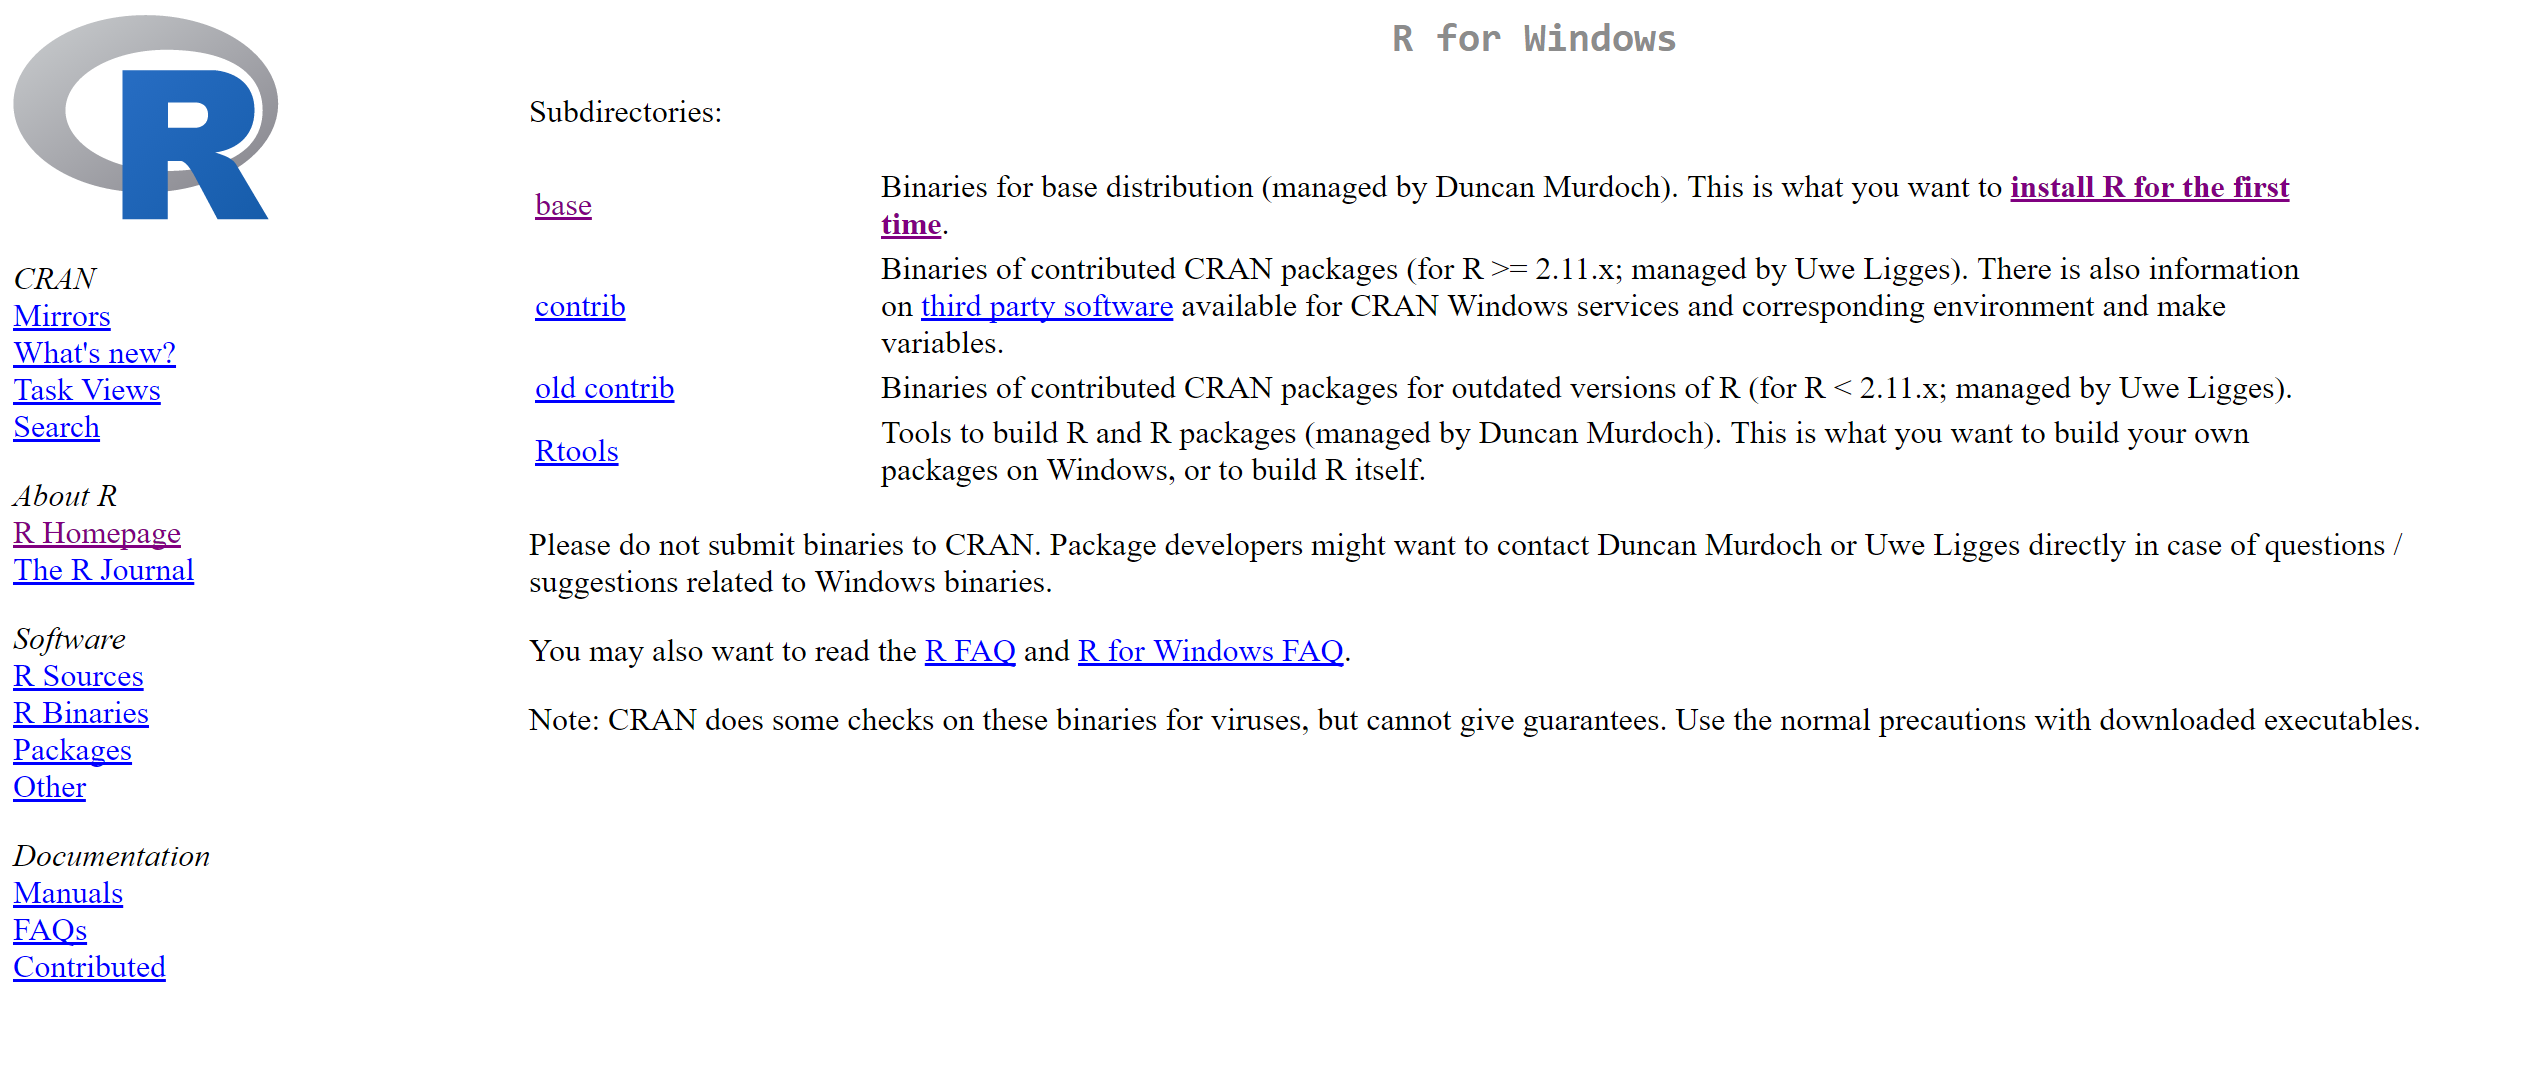 R
CRAN
Mirrors
What's new?
Task Views
Search
About R
R Homepage
The R Journal
Software
R Sources
R Binaries
Packages
Other
Documentation
Manuals
FAQs
Contributed
R for Windows
Subdirectories:
base
Binaries for base distribution (managed by Duncan Murdoch). This is what you want to install R for the first
time.
contrib
Binaries of contributed CRAN packages (for R >= 2.11.x; managed by Uwe Ligges). There is also information
on third party software available for CRAN Windows services and corresponding environment and make
variables.
old contrib
Binaries of contributed CRAN packages for outdated versions of R (for R < 2.11.x; managed by Uwe Ligges).
Rtools
Tools to build R and R packages (managed by Duncan Murdoch). This is what you want to build your own
packages on Windows, or to build R itself.
Please do not submit binaries to CRAN. Package developers might want to contact Duncan Murdoch or Uwe Ligges directly in case of questions /
suggestions related to Windows binaries.
You may also want to read the R FAQ and R for Windows FAQ.
Note: CRAN does some checks on these binaries for viruses, but cannot give guarantees. Use the normal precautions with downloaded executables.